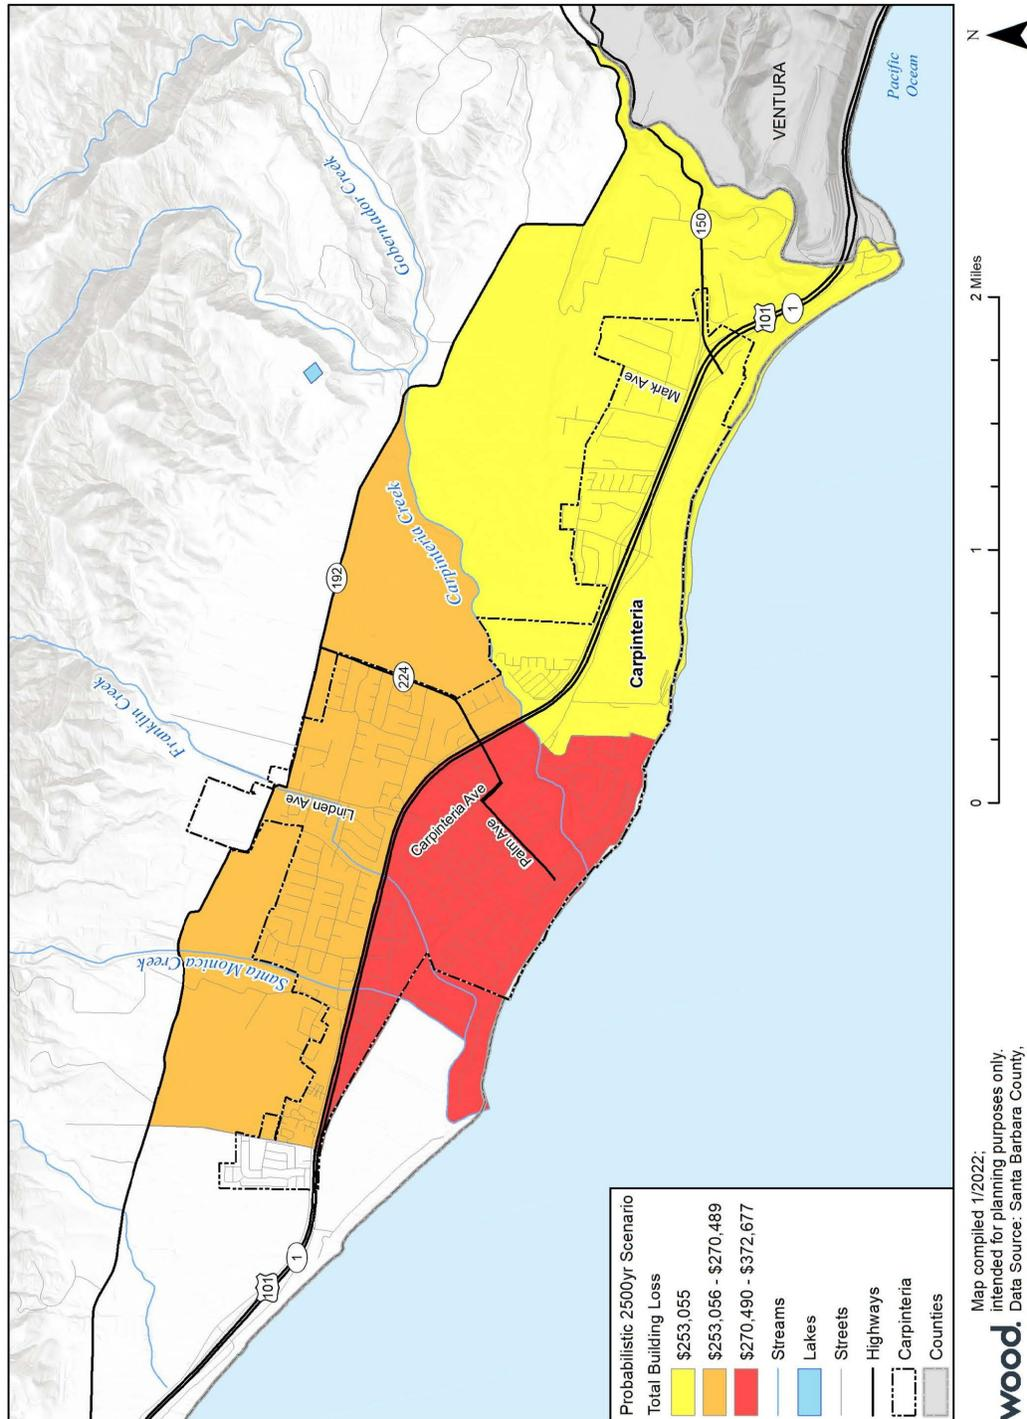 Gobernador Creek
VENTURA
Pacific
Ocean
150
Mark Ave
101
1
Carpinteria Creek
192
Carpinteria
224
Franklin Creek
Linden Ave
Carpinteria Ave
Palm Ave
Santa Monica Creek
101
1
Probabilistic 2500yr Scenario
Total Building Loss
$253,055
$253,056 - $270,489
$270,490 - $372,677
Streams
Lakes
Streets
Highways
Carpinteria
Counties
wood.
Map compiled 1/2022;
intended for planning purposes only.
Data Source: Santa Barbara County,
0
1
2 Miles
N